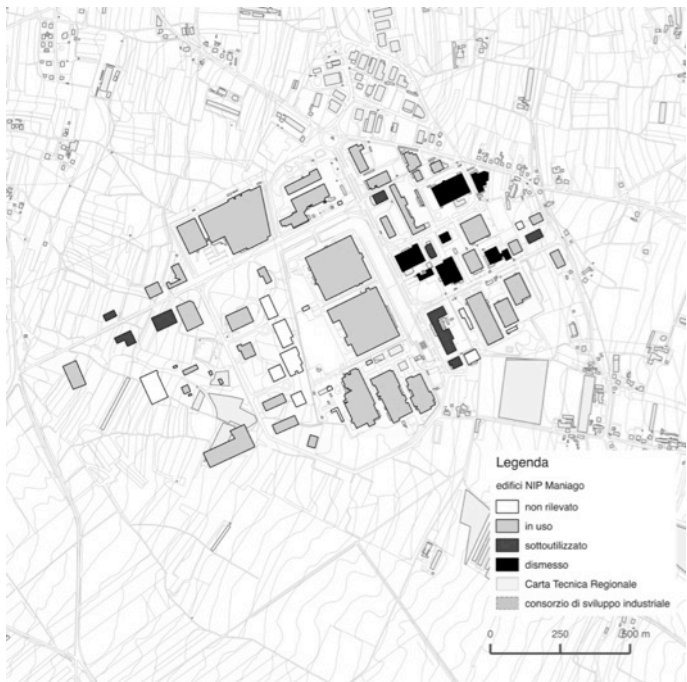 Legenda
edifici NIP Maniago
non rilevato
in uso
sottoutilizzato
dismesso
Carta Tecnica Regionale
consorzio di sviluppo industriale
0 250 500 m